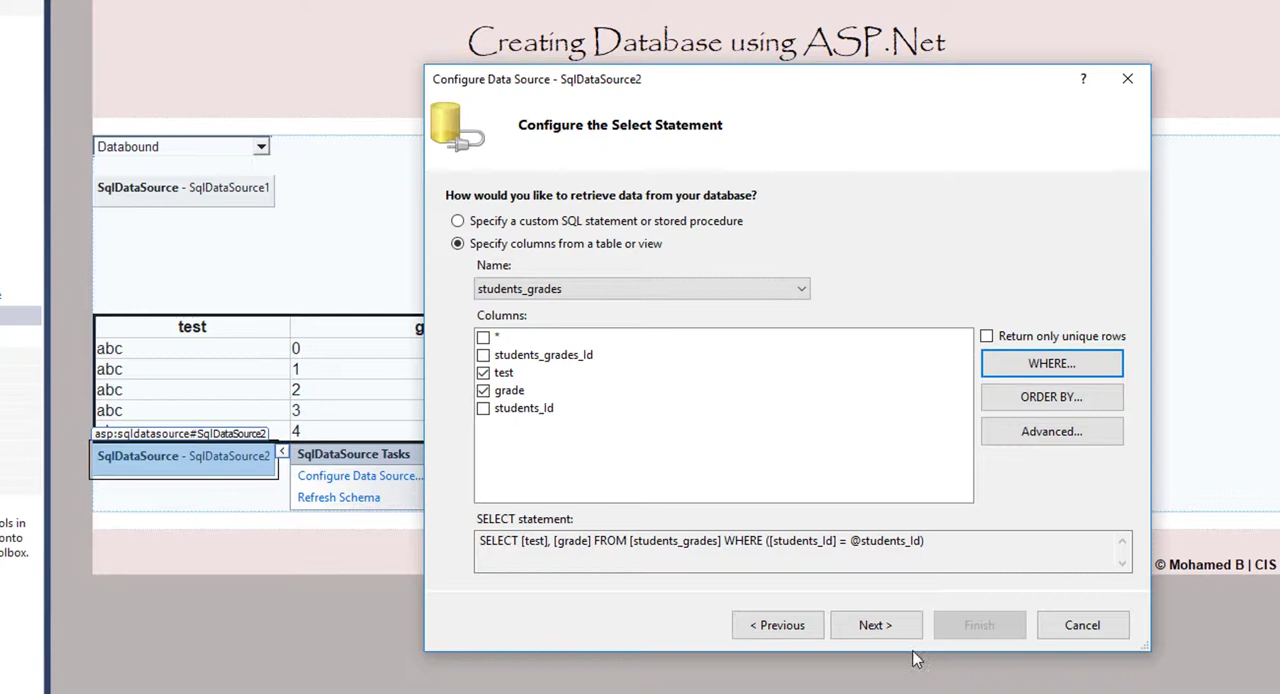 Creating Database using ASP.Net
Configure Data Source - SqlDataSource2
?
Configure the Select Statement
Databound
SqlDataSource - SqlDataSource1
How would you like to retrieve data from your database?
Specify a custom SQL statement or stored procedure
Specify columns from a table or view
Name:
students_grades
Columns:
*
Return only unique rows
students_grades_Id
WHERE...
test
grade
ORDER BY...
students_Id
Advanced...
test g
abc 0
abc 1
abc 2
abc 3
4
asp:sqldatasource#SqlDataSource2
SqlDataSource - SqlDataSource2
<
SqlDataSource Tasks
Configure Data Source...
Refresh Schema
SELECT statement:
SELECT [test], [grade] FROM [students_grades] WHERE ([students_Id] = @students_Id)
ols in
onto
olbox.
© Mohamed B | CIS
< Previous
Next >
Finish
Cancel